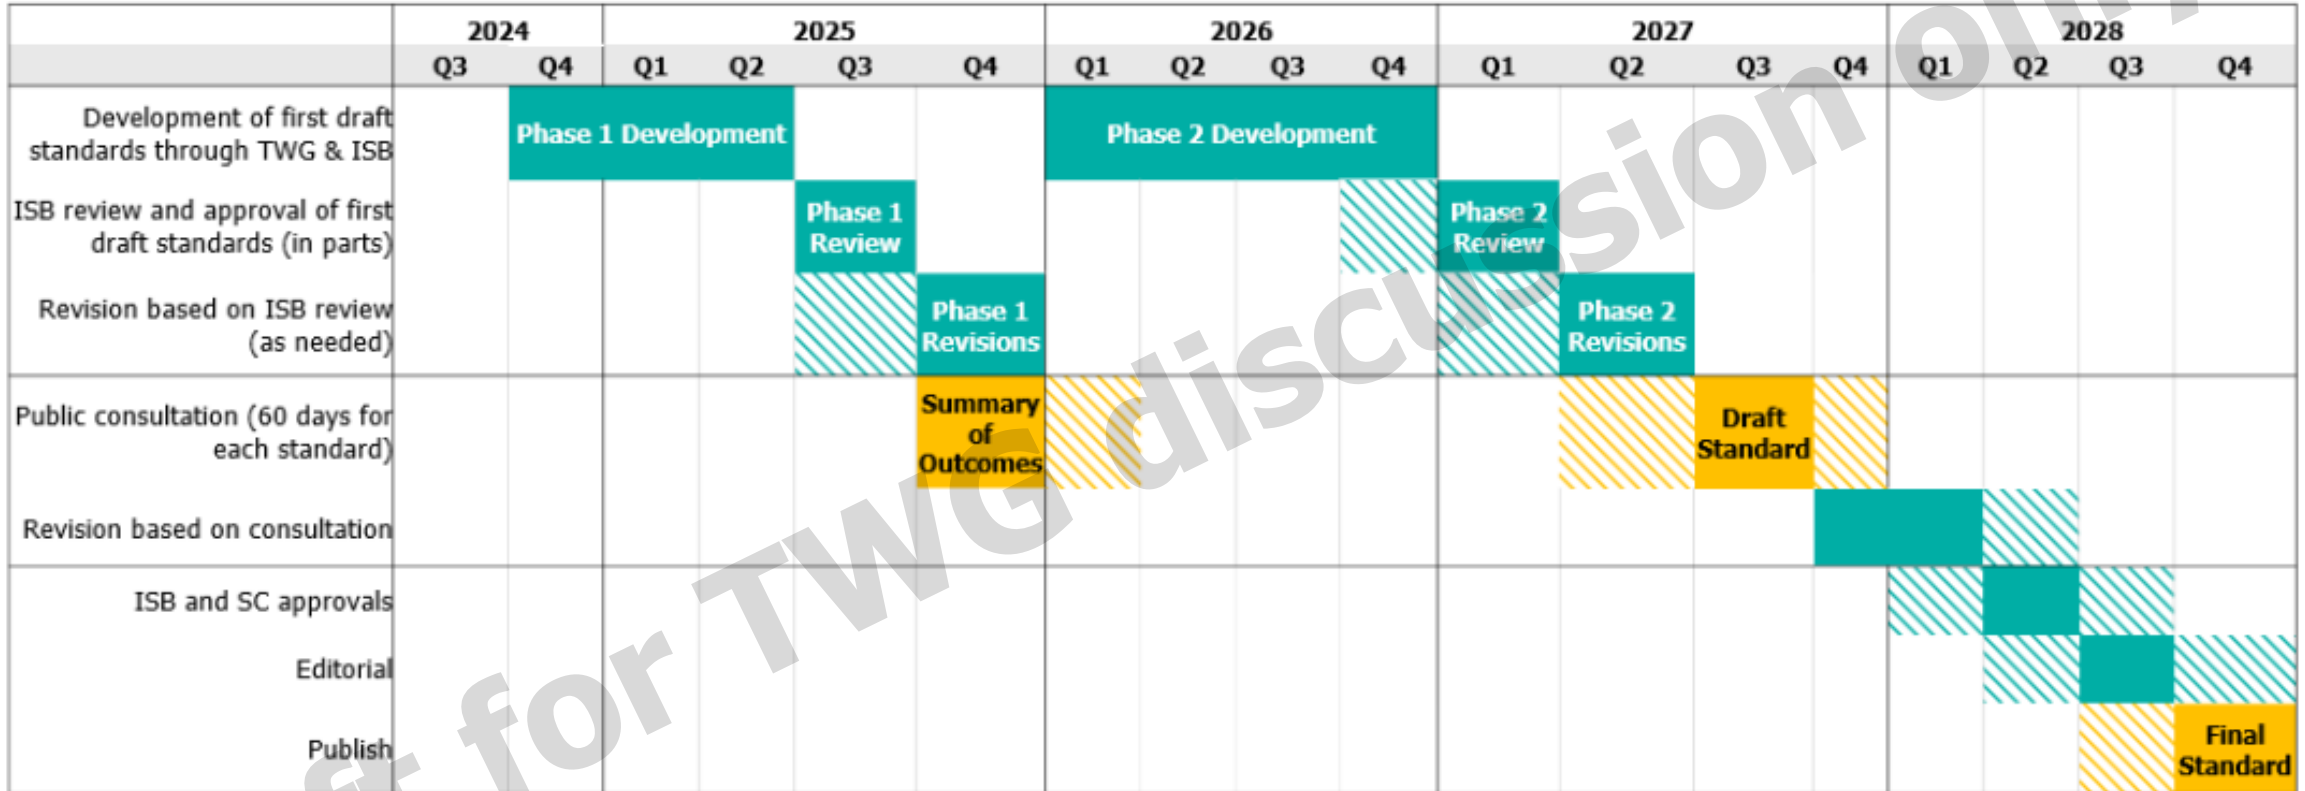 2024 2025 2026 2027 2028
Q3 Q4 Q1 Q2 Q3 Q4 Q1 Q2 Q3 Q4 Q1 Q2 Q3 Q4 Q1 Q2 Q3 Q4
Development of first draft
standards through TWG & ISB
Phase 1 Development
Phase 2 Development
ISB review and approval of first
draft standards (in parts)
Phase 1
Review
Phase 2
Review
Revision based on ISB review
(as needed)
Phase 1
Revisions
Phase 2
Revisions
Public consultation (60 days for
each standard)
Summary
of
Outcomes
Draft
Standard
Revision based on consultation
ISB and SC approvals
Editorial
Publish
Final
Standard
for TWG discussion